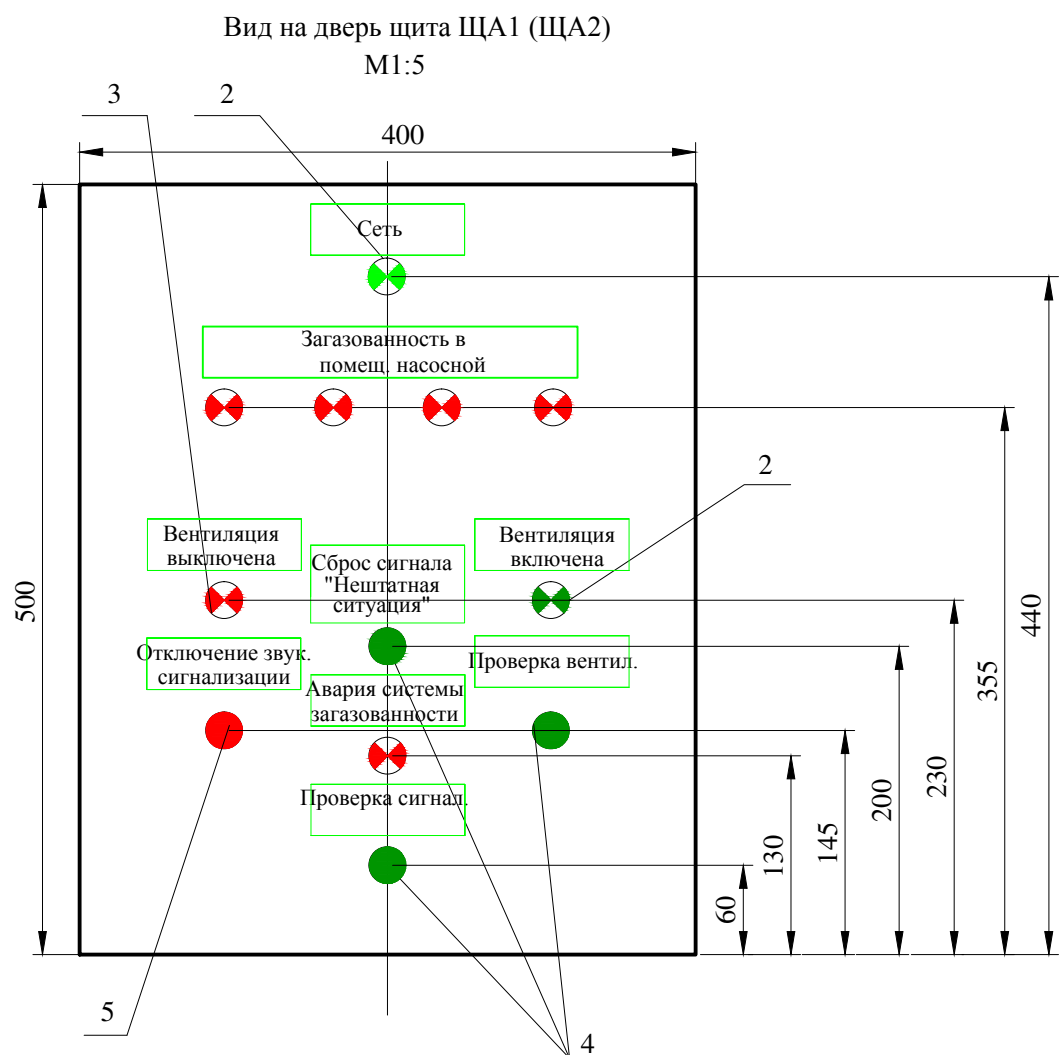 Вид на дверь щита ЩА1 (ЩА2)
М1:5
3
2
400
Сеть
Загазованность в
помещ. насосной
2
Вентиляция
выключена
Сброс сигнала
"Нештатная
ситуация"
Вентиляция
включена
Отключение звук.
сигнализации
Проверка вентил.
Авария системы
загазованности
Проверка сигнал.
500
60
130
145
200
230
355
440
5
4